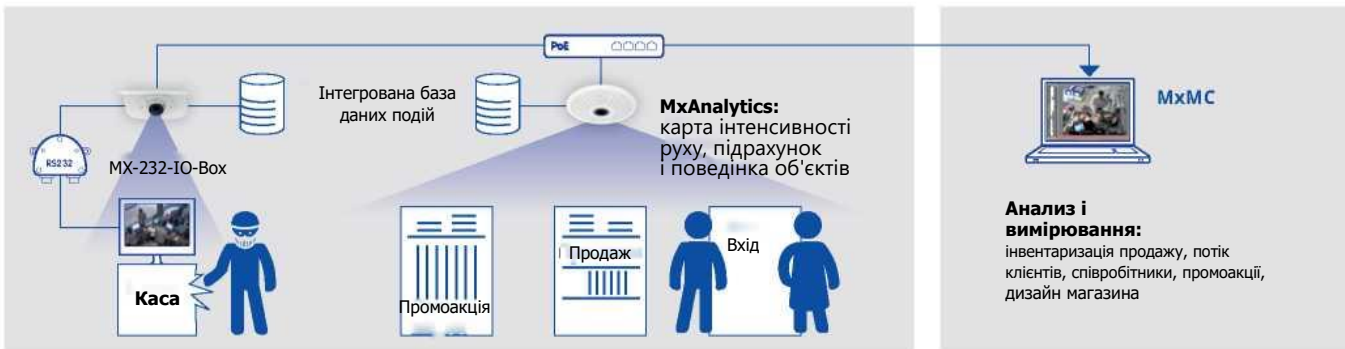 PoE
Інтегрована база
даних подій
MxAnalytics:
карта інтенсивності
руху, підрахунок
і поведінка об'єктів
MxMC
RS232
MX-232-IO-Box
Каса
Промоакція
Продаж
Вхід
Анализ і
вимірювання:
інвентаризація продажу, потік
клієнтів, співробітники, промоакції,
дизайн магазина